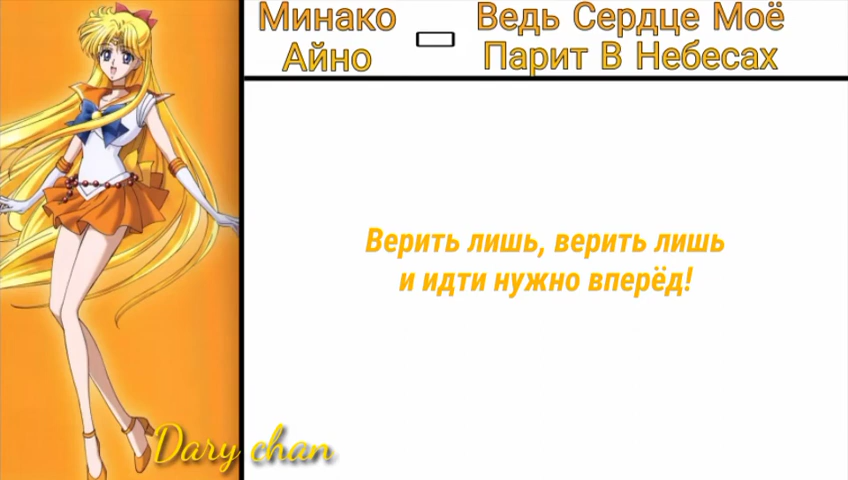 Минако
Айно
-
Ведь Сердце Моё
Парит В Небесах
Верить лишь, верить лишь
и идти нужно вперёд!
Dary chan